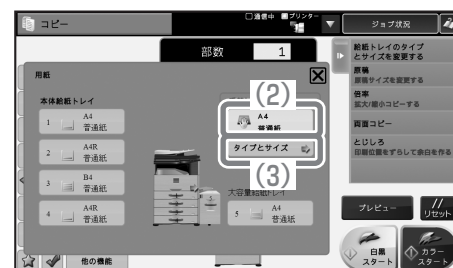 コピー
通信中 プリンター
ジョブ状況
部数 1
給紙トレイのタイプ
とサイズを変更する
原稿
原稿サイズを変更する
倍率
拡大/縮小コピーする
両面コピー
とじしろ
印刷位置をずらして余白を作る
用紙
本体給紙トレイ
1 A4
普通紙
2 A4R
普通紙
3 B4
普通紙
4 A4R
普通紙
(2)
A4
普通紙
タイプとサイズ
(3)
大容量給紙トレイ
5 A4
普通紙
プレビュー
リセット
他の機能
白黒
スタート
カラー
スタート